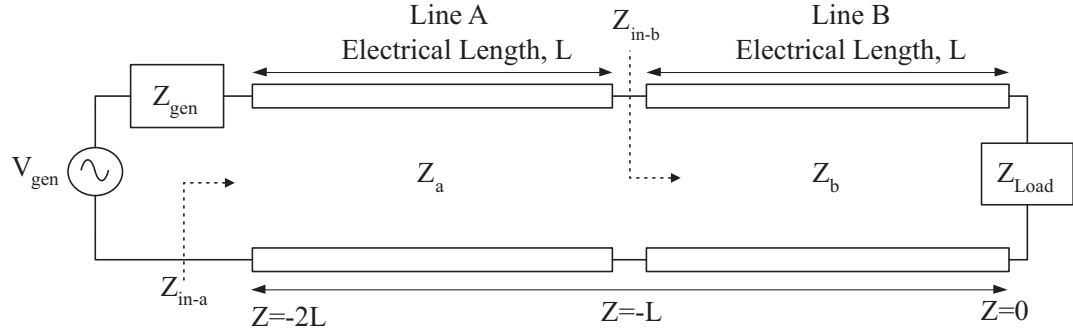 Line A
Electrical Length, L
Z_in-b
Line B
Electrical Length, L
Z_gen
V_gen
Z_a
Z_b
Z_Load
Z_in-a
Z=-2L
Z=-L
Z=0